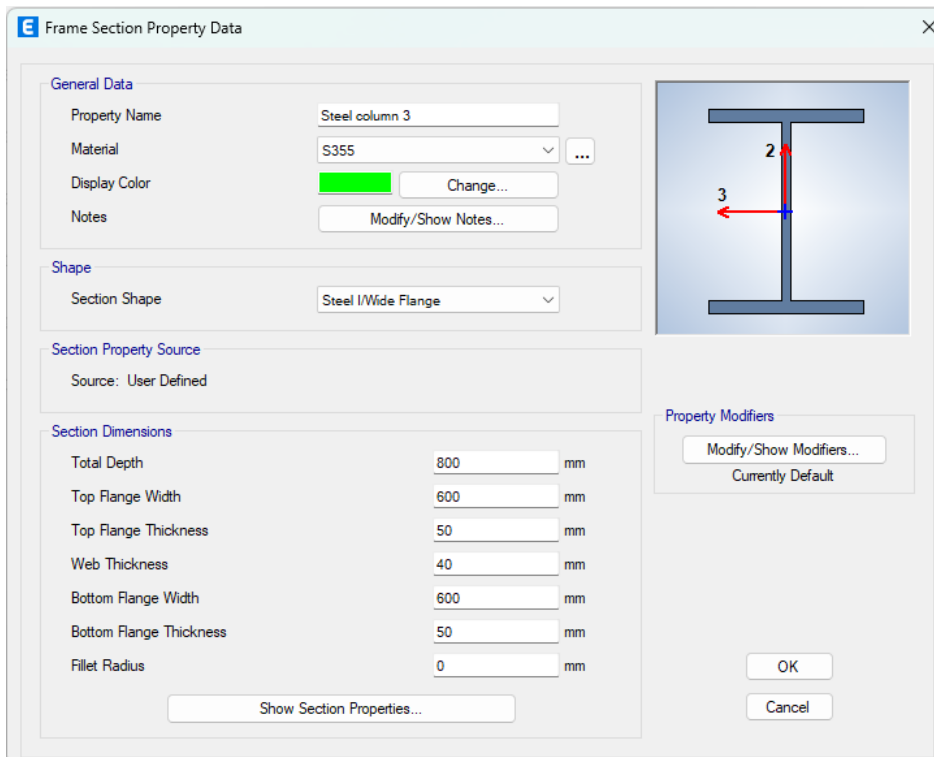 E Frame Section Property Data
General Data
Property Name Steel column 3
Material S355 ...
Display Color Change...
Notes Modify/Show Notes...
Shape
Section Shape Steel I/Wide Flange
Section Property Source
Source: User Defined
Section Dimensions
Total Depth 800 mm
Top Flange Width 600 mm
Top Flange Thickness 50 mm
Web Thickness 40 mm
Bottom Flange Width 600 mm
Bottom Flange Thickness 50 mm
Fillet Radius 0 mm
Show Section Properties...
2
3
Property Modifiers
Modify/Show Modifiers...
Currently Default
OK
Cancel